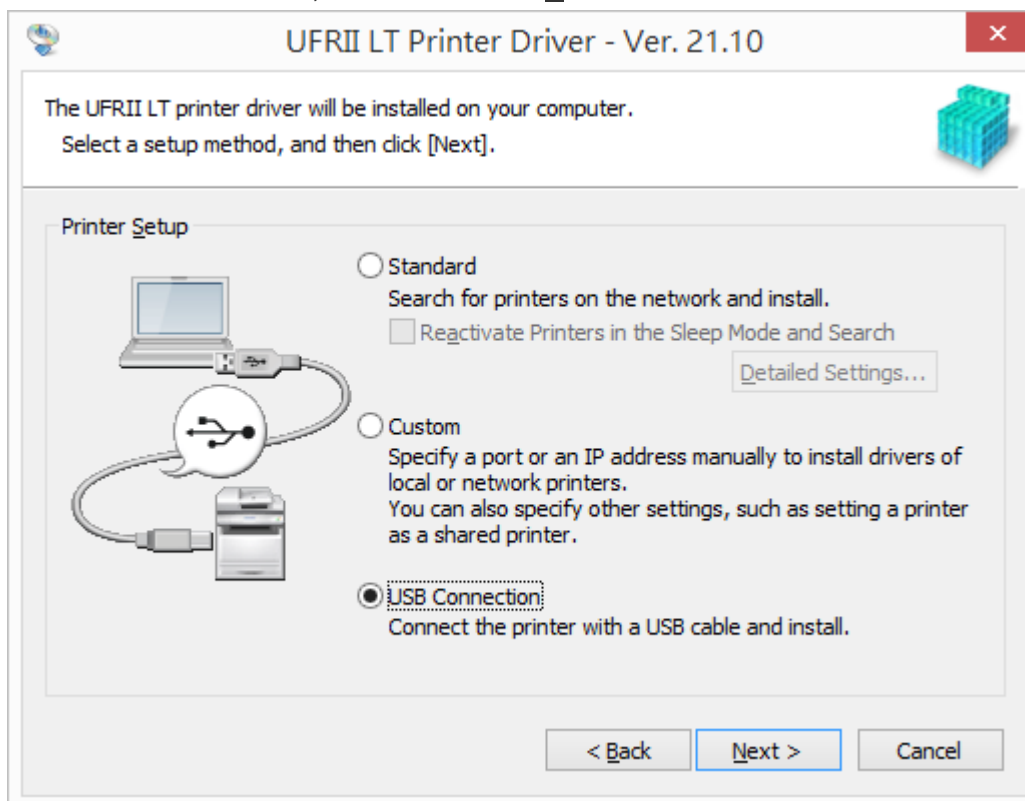 UFRII LT Printer Driver - Ver. 21.10
The UFRII LT printer driver will be installed on your computer.
Select a setup method, and then click [Next].
Printer Setup
Standard
Search for printers on the network and install.
Reactivate Printers in the Sleep Mode and Search
Detailed Settings...
Custom
Specify a port or an IP address manually to install drivers of
local or network printers.
You can also specify other settings, such as setting a printer
as a shared printer.
USB Connection
Connect the printer with a USB cable and install.
< Back
Next >
Cancel